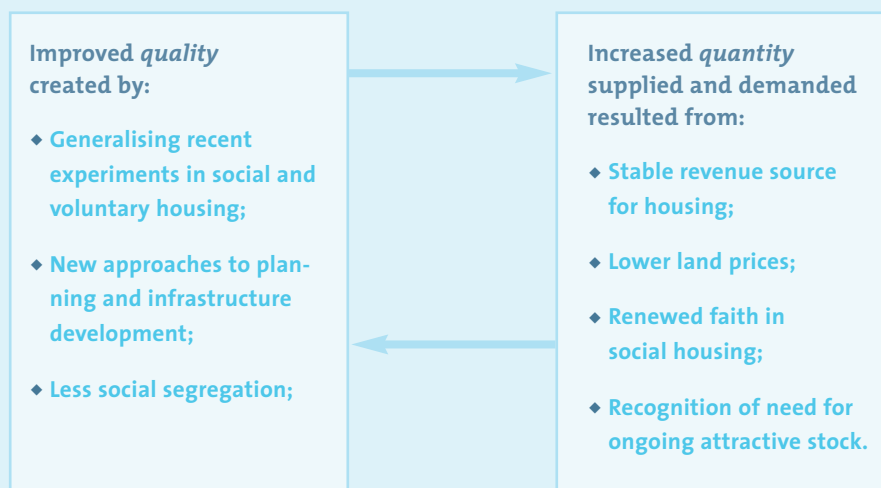 Improved quality
created by:
◆ Generalising recent
experiments in social and
voluntary housing;
◆ New approaches to plan-
ning and infrastructure
development;
◆ Less social segregation;
Increased quantity
supplied and demanded
resulted from:
◆ Stable revenue source
for housing;
◆ Lower land prices;
◆ Renewed faith in
social housing;
◆ Recognition of need for
ongoing attractive stock.